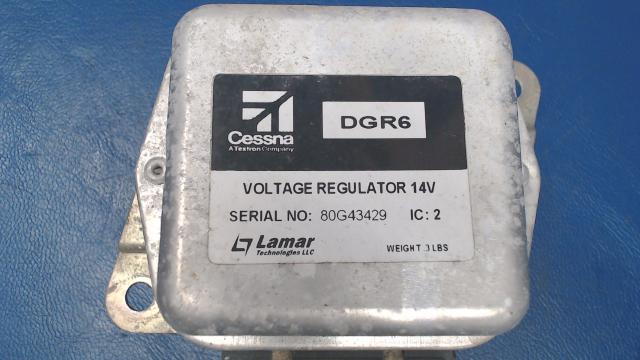 Cessna
A Textron Company
DGR6
VOLTAGE REGULATOR 14V
SERIAL NO: 80G43429 IC: 2
Lamar
Technologies LLC
WEIGHT .3 LBS